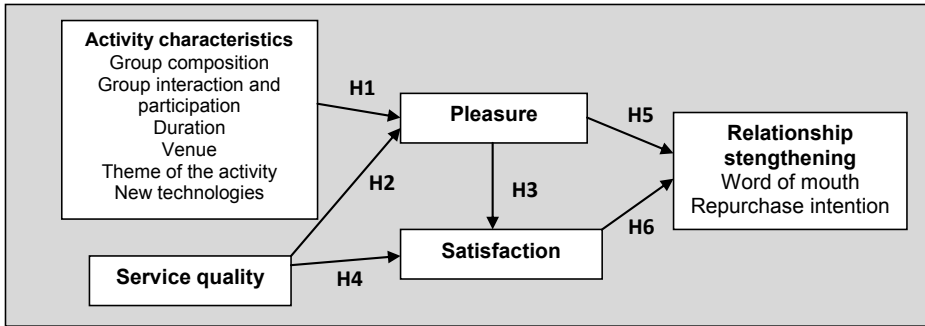 Activity characteristics
Group composition
Group interaction and
participation
Duration
Venue
Theme of the activity
New technologies
H1
Pleasure
H5
Relationship
stengthening
Word of mouth
Repurchase intention
H2
H3
H6
Service quality
H4
Satisfaction